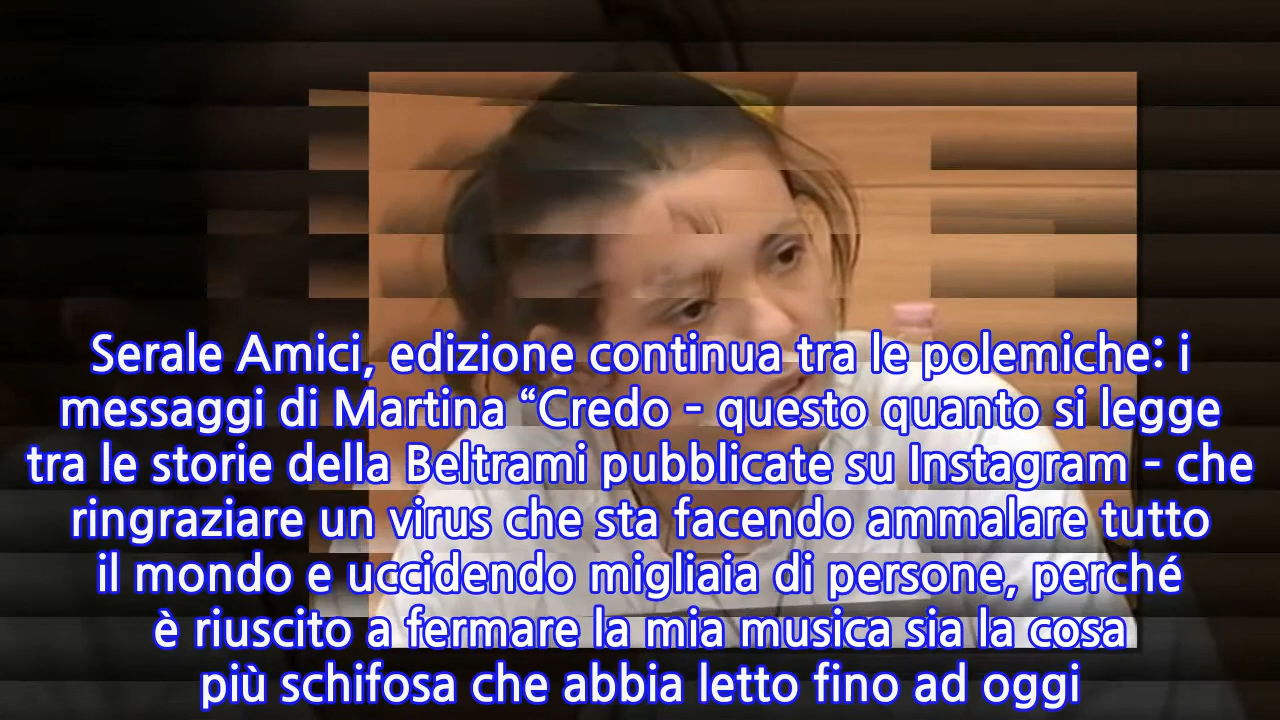 Serale Amici, edizione continua tra le polemiche: i
messaggi di Martina “Credo - questo quanto si legge
tra le storie della Beltrami pubblicate su Instagram - che
ringraziare un virus che sta facendo ammalare tutto
il mondo e uccidendo migliaia di persone, perché
è riuscito a fermare la mia musica sia la cosa
più schifosa che abbia letto fino ad oggi